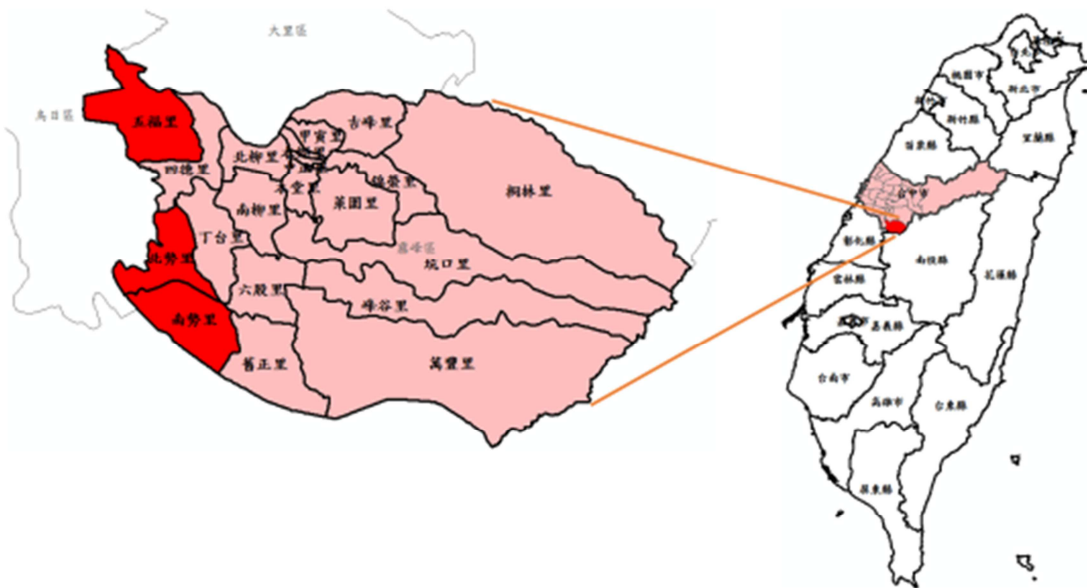 大里區
烏日區
五福里
四德里
北柳里
甲寅里
吉峰里
本堂里
錦榮里
萊園里
南柳里
桐林里
丁台里
霧峰區
坑口里
北勢里
六股里
峰谷里
南勢里
舊正里
萬豐里
桃園市
新北市
新竹縣
宜蘭縣
苗栗縣
台中市
彰化縣
南投縣
花蓮縣
雲林縣
嘉義縣
台南市
高雄市
台東縣
屏東縣